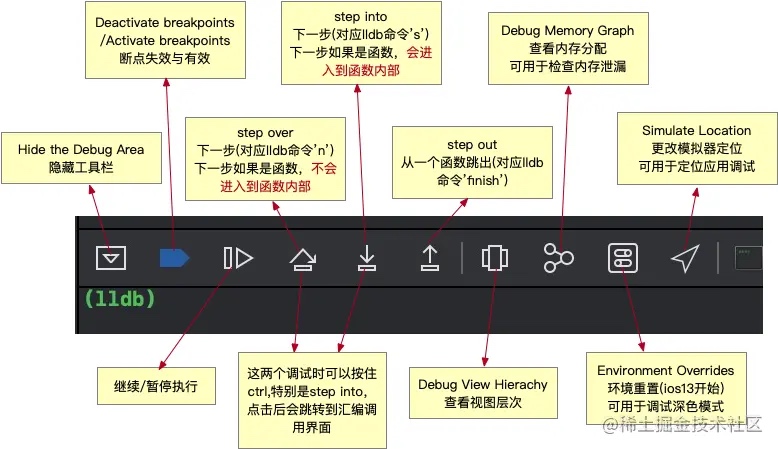 Deactivate breakpoints
/Activate breakpoints
断点失效与有效
step into
下一步(对应lldb命令’s’)
下一步如果是函数，会进
入到函数内部
Debug Memory Graph
查看内存分配
可用于检查内存泄漏
Hide the Debug Area
隐藏工具栏
step over
下一步(对应lldb命令’n’)
下一步如果是函数，不会
进入到函数内部
step out
从一个函数跳出(对应lldb
命令’finish’)
Simulate Location
更改模拟器定位
可用于定位应用调试
(lldb)
继续/暂停执行
这两个调试时可以按住
ctrl,特别是step into,
点击后会跳转到汇编调
用界面
Debug View Hierachy
查看视图层次
Environment Overrides
环境重置(ios13开始)
可用于调试深色模式
@稀土掘金技术社区